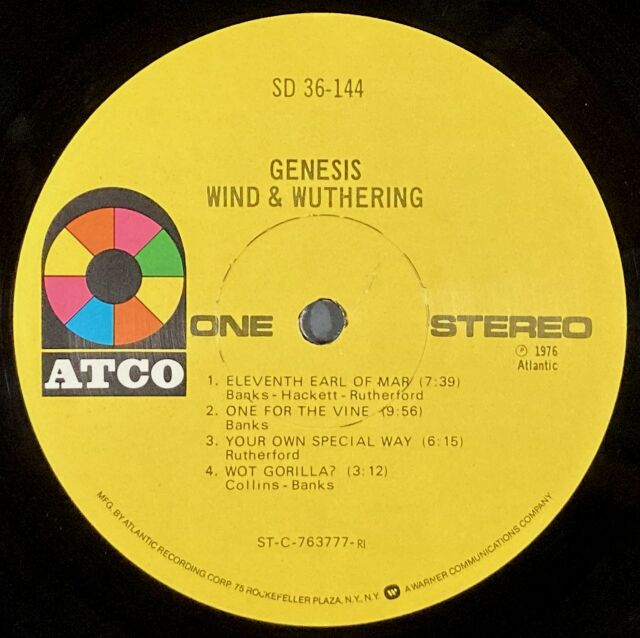 SD 36-144
GENESIS
WIND & WUTHERING
ATCO
ONE
STEREO
℗ 1976
Atlantic
1. ELEVENTH EARL OF MAR (7:39)
Banks - Hackett - Rutherford
2. ONE FOR THE VINE (9:56)
Banks
3. YOUR OWN SPECIAL WAY (6:15)
Rutherford
4. WOT GORILLA? (3:12)
Collins - Banks
ST-C-763777-RI
MFG. BY ATLANTIC RECORDING CORP. 75 ROCKEFELLER PLAZA, N.Y., N.Y. A WARNER COMMUNICATIONS COMPANY